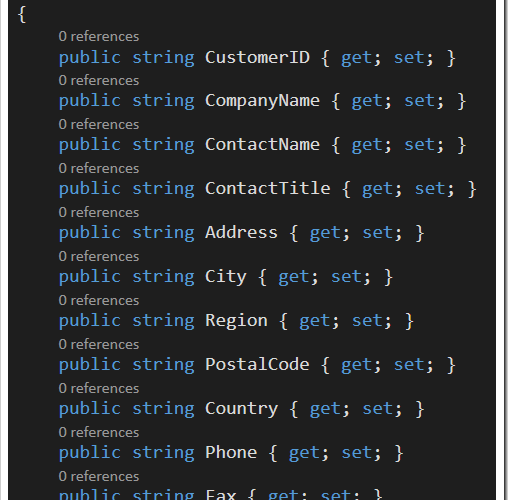 {
0 references
public string CustomerID { get; set; }
0 references
public string CompanyName { get; set; }
0 references
public string ContactName { get; set; }
0 references
public string ContactTitle { get; set; }
0 references
public string Address { get; set; }
0 references
public string City { get; set; }
0 references
public string Region { get; set; }
0 references
public string PostalCode { get; set; }
0 references
public string Country { get; set; }
0 references
public string Phone { get; set; }
0 references
public string Fax { get; set; }